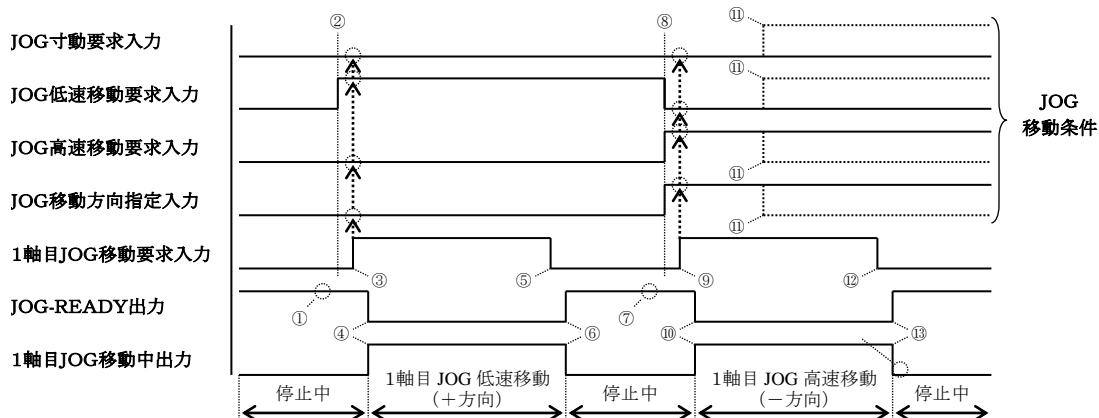 ② ⑧ ⑪
JOG寸動要求入力
⑪
JOG低速移動要求入力
JOG
移動条件
JOG高速移動要求入力
⑪
JOG移動方向指定入力
⑪
1軸目JOG移動要求入力
③ ⑤ ⑨ ⑫
JOG-READY出力
① ⑦
④ ⑥ ⑩ ⑬
1軸目JOG移動中出力
停止中
1軸目 JOG 低速移動
(＋方向)
停止中
1軸目 JOG 高速移動
(－方向)
停止中